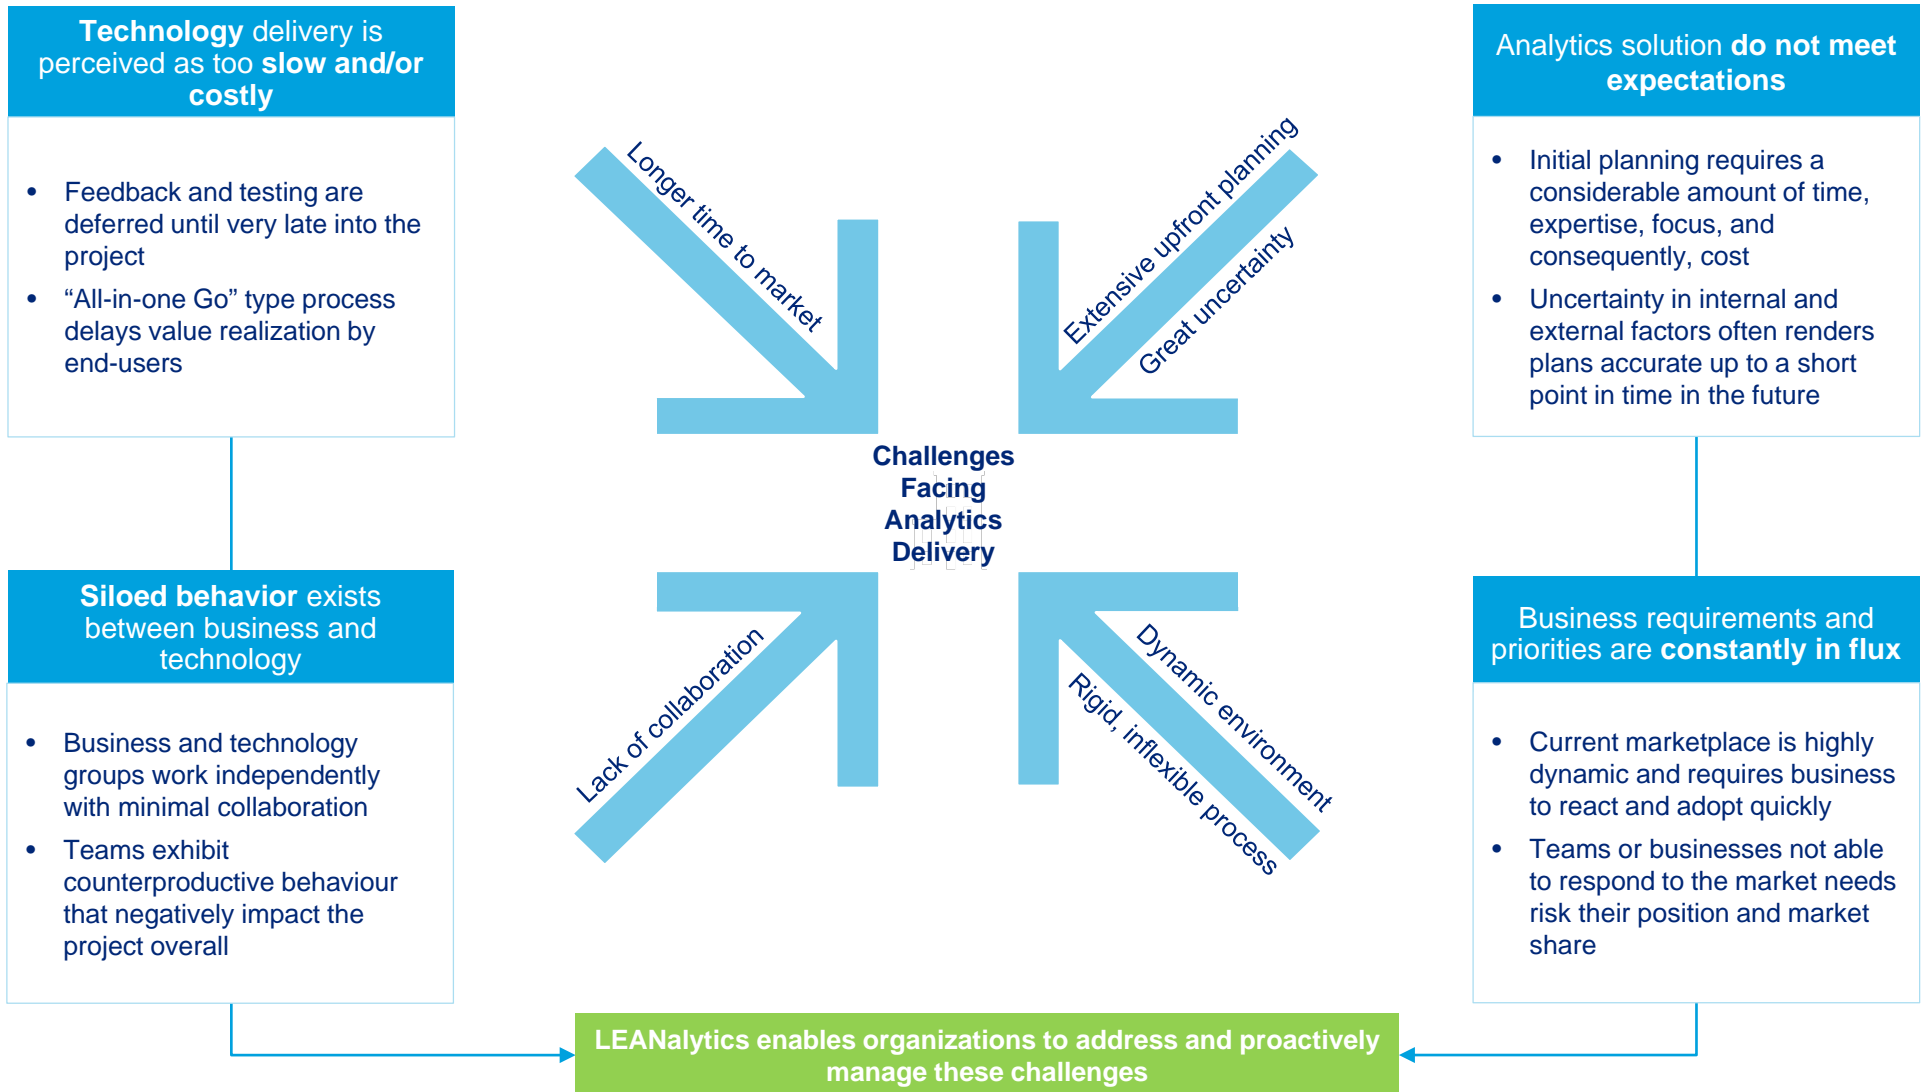 Technology delivery is
perceived as too slow and/or
costly
• Feedback and testing are
deferred until very late into the
project
• “All-in-one Go” type process
delays value realization by
end-users
Siloed behavior exists
between business and
technology
• Business and technology
groups work independently
with minimal collaboration
• Teams exhibit
counterproductive behaviour
that negatively impact the
project overall
Longer time to market
Extensive upfront planning
Great uncertainty
Challenges
Facing
Analytics
Delivery
Lack of collaboration
Dynamic environment
Rigid, inflexible process
Analytics solution do not meet
expectations
• Initial planning requires a
considerable amount of time,
expertise, focus, and
consequently, cost
• Uncertainty in internal and
external factors often renders
plans accurate up to a short
point in time in the future
Business requirements and
priorities are constantly in flux
• Current marketplace is highly
dynamic and requires business
to react and adopt quickly
• Teams or businesses not able
to respond to the market needs
risk their position and market
share
LEANalytics enables organizations to address and proactively
manage these challenges